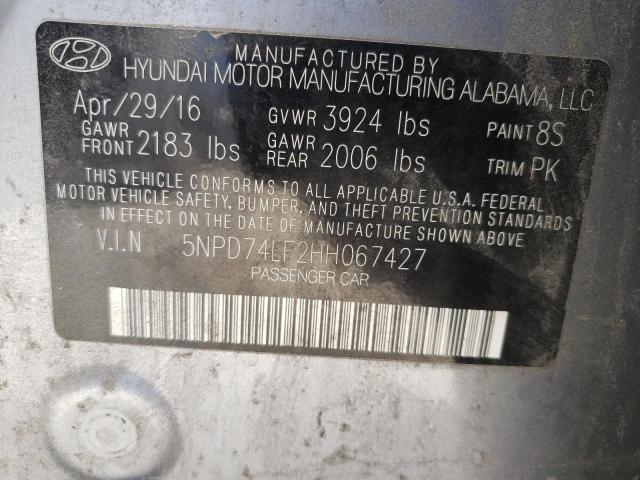 MANUFACTURED BY
HYUNDAI MOTOR MANUFACTURING ALABAMA, LLC
Apr/29/16 GVWR 3924 lbs PAINT 8S
GAWR FRONT 2183 lbs GAWR REAR 2006 lbs TRIM PK
THIS VEHICLE CONFORMS TO ALL APPLICABLE U.S.A. FEDERAL
MOTOR VEHICLE SAFETY, BUMPER, AND THEFT PREVENTION STANDARDS
IN EFFECT ON THE DATE OF MANUFACTURE SHOWN ABOVE.
V.I.N 5NPD74LF2HH067427
PASSENGER CAR